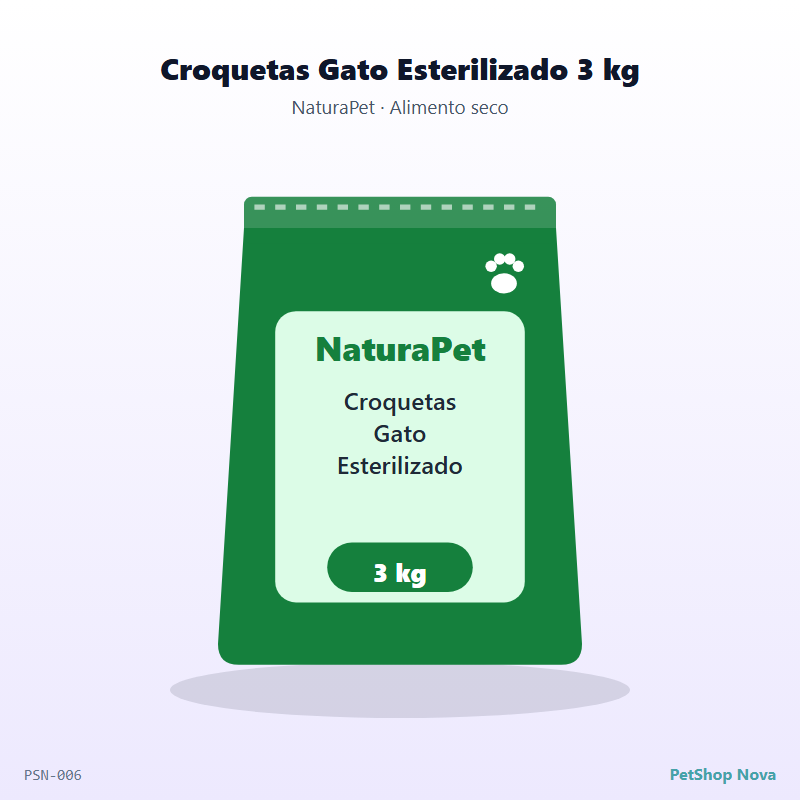 Croquetas Gato Esterilizado 3 kg
NaturaPet · Alimento seco
NaturaPet
Croquetas
Gato
Esterilizado
3 kg
PSN-006
PetShop Nova